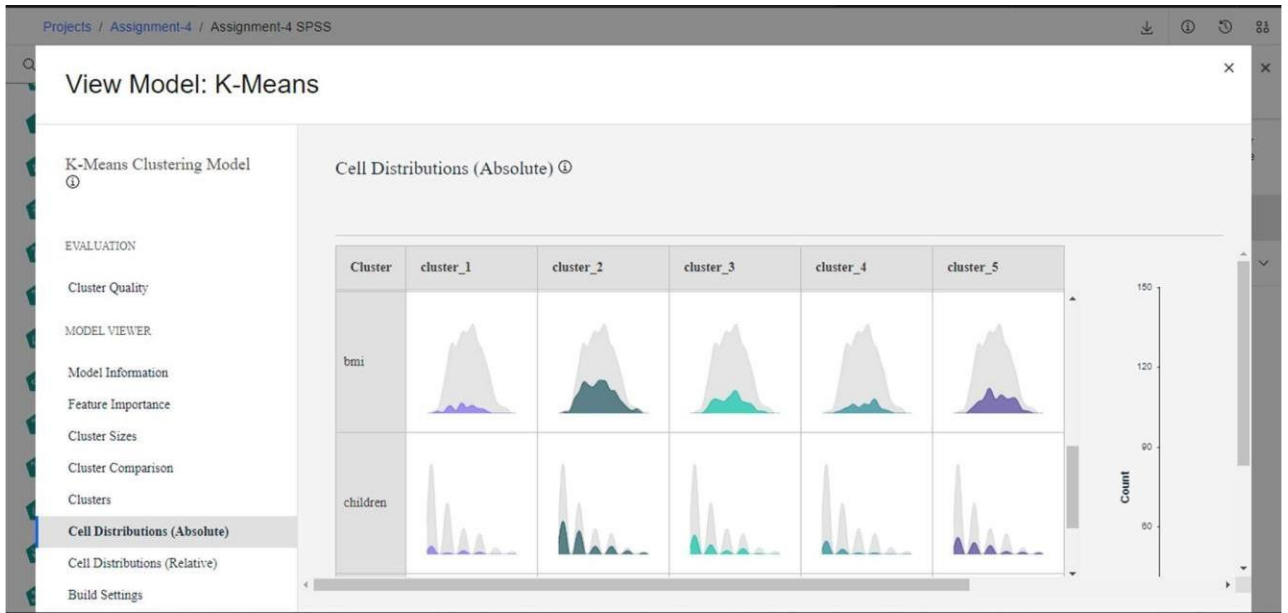 Projects / Assignment-4 / Assignment-4 SPSS
View Model: K-Means
K-Means Clustering Model
EVALUATION
Cluster Quality
MODEL VIEWER
Model Information
Feature Importance
Cluster Sizes
Cluster Comparison
Clusters
Cell Distributions (Absolute)
Cell Distributions (Relative)
Build Settings
Cell Distributions (Absolute)
Cluster cluster_1 cluster_2 cluster_3 cluster_4 cluster_5
bmi
children
150
120
90
60
Count